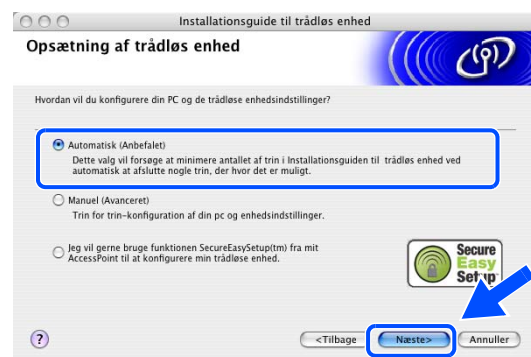 Installationsguide til trådløs enhed
Opsætning af trådløs enhed
Hvordan vil du konfigurere din PC og de trådløse enhedsindstillinger?
Automatisk (Anbefalet)
Dette valg vil forsøge at minimere antallet af trin i Installationsguiden til trådløs enhed ved
automatisk at afslutte nogle trin, der hvor det er muligt.
Manuel (Avanceret)
Trin for trin-konfiguration af din pc og enhedsindstillinger.
Jeg vil gerne bruge funktionen SecureEasySetup(tm) fra mit
AccessPoint til at konfigurere min trådløse enhed.
Secure
Easy
Setup
?
<Tilbage
Næste>
Annuller